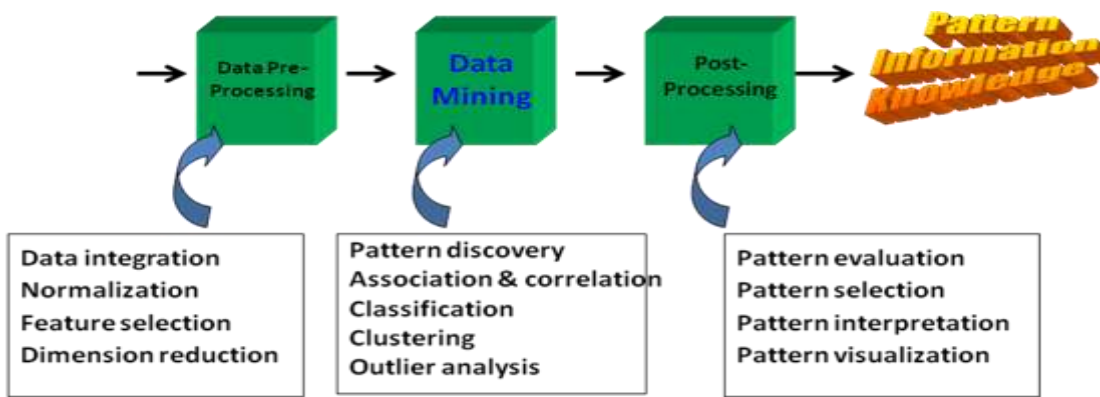 Data Pre-
Processing
Data
Mining
Post-
Processing
Pattern
Information
Knowledge
Data integration
Normalization
Feature selection
Dimension reduction
Pattern discovery
Association & correlation
Classification
Clustering
Outlier analysis
Pattern evaluation
Pattern selection
Pattern interpretation
Pattern visualization